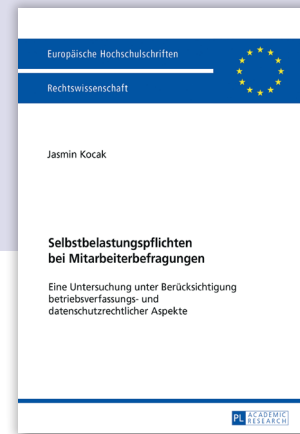 Europäische Hochschulschriften
Rechtswissenschaft
Jasmin Kocak
Selbstbelastungspflichten
bei Mitarbeiterbefragungen
Eine Untersuchung unter Berücksichtigung
betriebsverfassungs- und
datenschutzrechtlicher Aspekte
PL ACADEMIC
RESEARCH